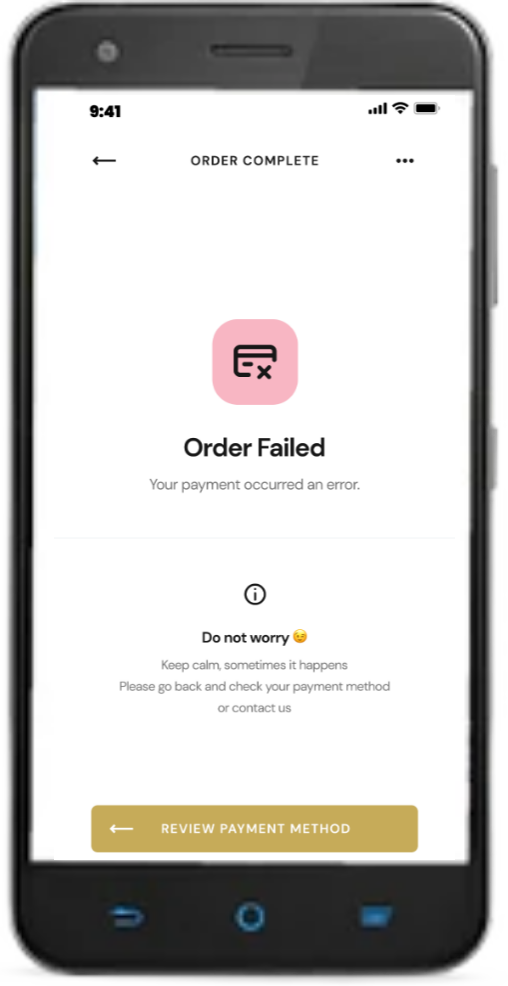 9:41
ORDER COMPLETE
Order Failed
Your payment occurred an error.
Do not worry 😉
Keep calm, sometimes it happens
Please go back and check your payment method
or contact us
REVIEW PAYMENT METHOD